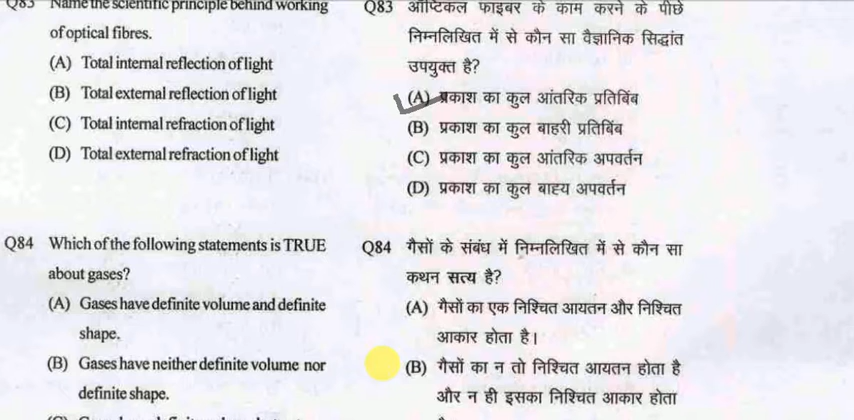 Q83 Name the scientific principle behind working
of optical fibres.
(A) Total internal reflection of light
(B) Total external reflection of light
(C) Total internal refraction of light
(D) Total external refraction of light
Q84 Which of the following statements is TRUE
about gases?
(A) Gases have definite volume and definite
shape.
(B) Gases have neither definite volume nor
definite shape.
Q83 ऑप्टिकल फाइबर के काम करने के पीछे
निम्नलिखित में से कौन सा वैज्ञानिक सिद्धांत
उपयुक्त है?
(A) प्रकाश का कुल आंतरिक प्रतिबिंब
(B) प्रकाश का कुल बाहरी प्रतिबिंब
(C) प्रकाश का कुल आंतरिक अपवर्तन
(D) प्रकाश का कुल बाह्य अपवर्तन
Q84 गैसों के संबंध में निम्नलिखित में से कौन सा
कथन सत्य है?
(A) गैसों का एक निश्चित आयतन और निश्चित
आकार होता है।
(B) गैसों का न तो निश्चित आयतन होता है
और न ही इसका निश्चित आकार होता